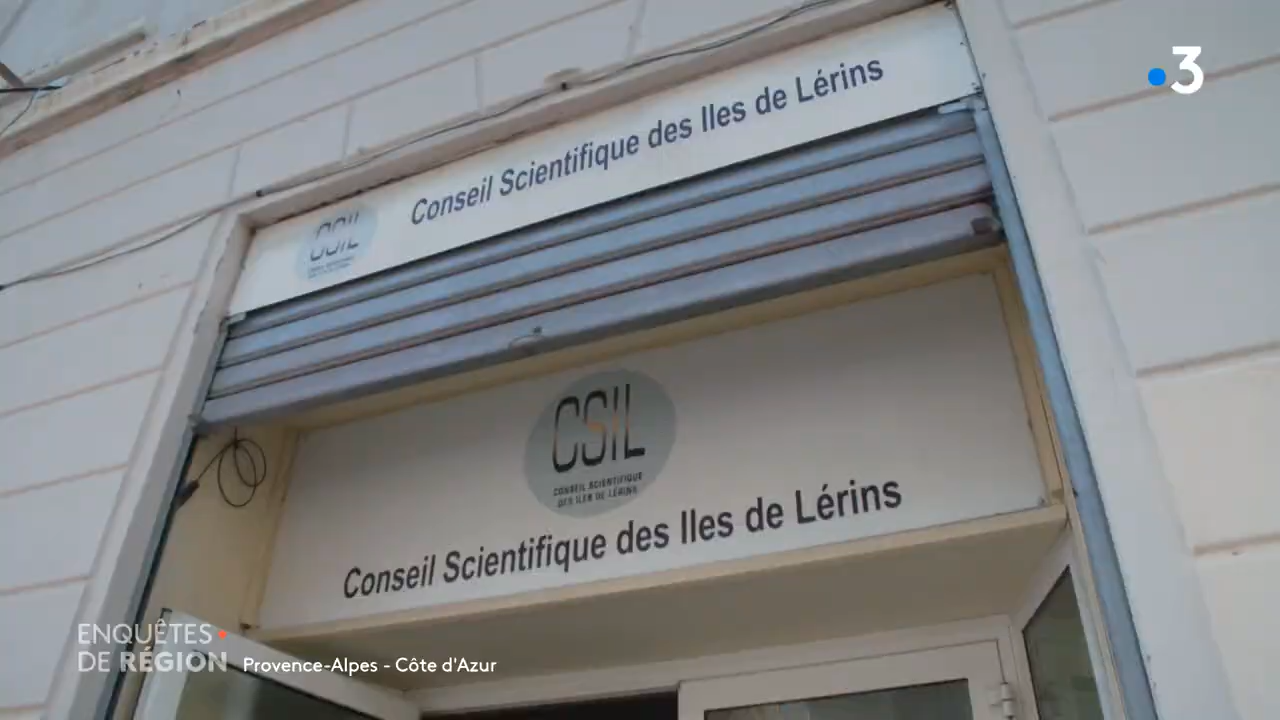 3
Conseil Scientifique des Iles de Lérins
CSIL
CSIL
CONSEIL SCIENTIFIQUE
DES ILES DE LÉRINS
Conseil Scientifique des Iles de Lérins
ENQUÊTES
DE RÉGION Provence-Alpes - Côte d'Azur